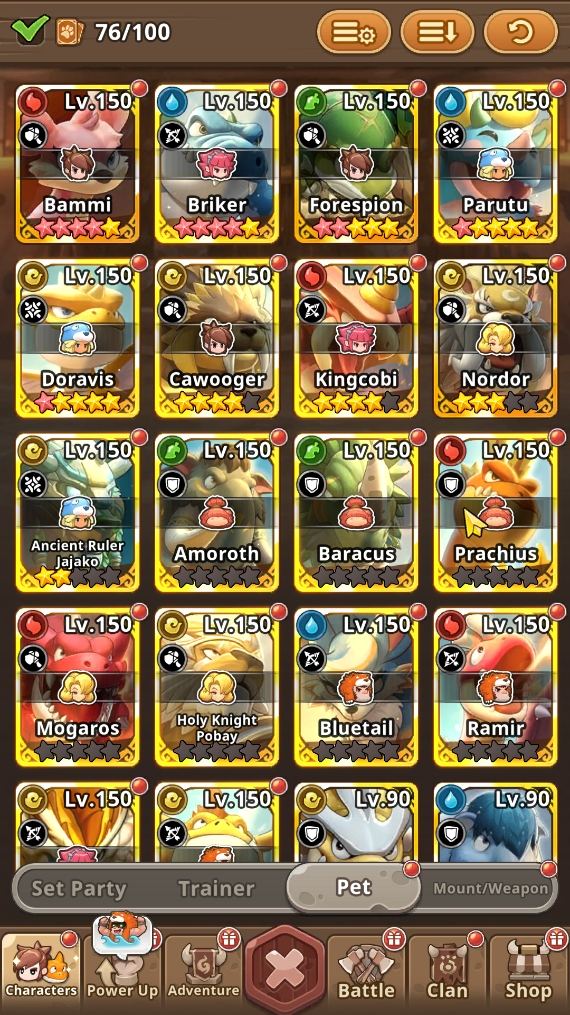 76/100
Lv.150 Lv.150 Lv.150 Lv.150
Bammi Briker Forespion Parutu
Lv.150 Lv.150 Lv.150 Lv.150
Doravis Cawooger Kingcobi Nordor
Lv.150 Lv.150 Lv.150 Lv.150
Ancient Ruler
Jajako Amoroth Baracus Prachius
Lv.150 Lv.150 Lv.150 Lv.150
Mogaros Holy Knight
Pobay Bluetail Ramir
Lv.150 Lv.150 Lv.90 Lv.90
Set Party Trainer Pet Mount/Weapon
Characters Power Up Adventure Battle Clan Shop